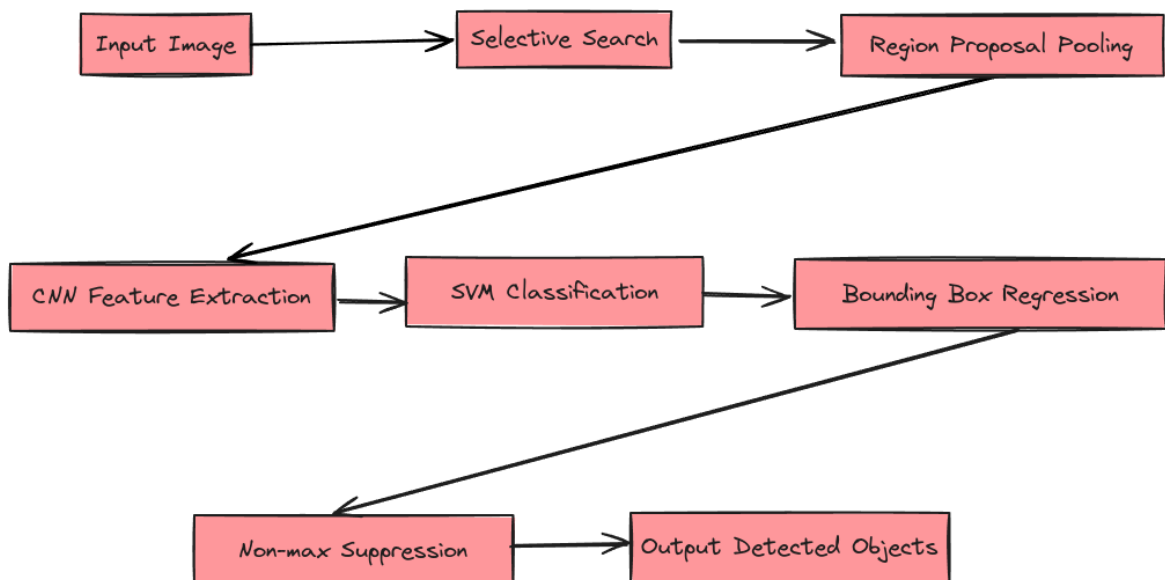 Input Image
Selective Search
Region Proposal Pooling
CNN Feature Extraction
SVM Classification
Bounding Box Regression
Non-max Suppression
Output Detected Objects